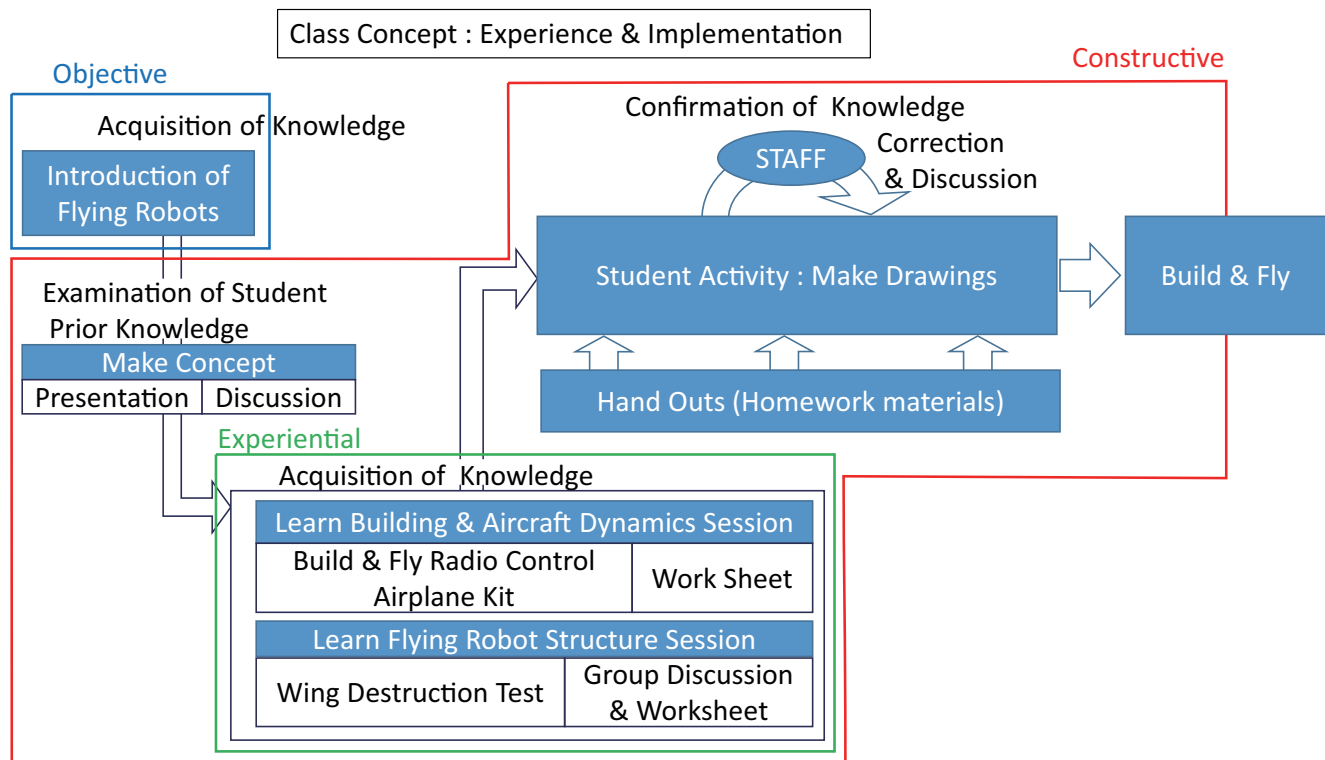 Class Concept : Experience & Implementation
Objective
Constructive
Acquisition of Knowledge
Introduction of
Flying Robots
Confirmation of Knowledge
STAFF
Correction
& Discussion
Student Activity : Make Drawings
Build & Fly
Hand Outs (Homework materials)
Examination of Student
Prior Knowledge
Make Concept
Presentation
Discussion
Experiential
Acquisition of Knowledge
Learn Building & Aircraft Dynamics Session
Build & Fly Radio Control
Airplane Kit
Work Sheet
Learn Flying Robot Structure Session
Wing Destruction Test
Group Discussion
& Worksheet